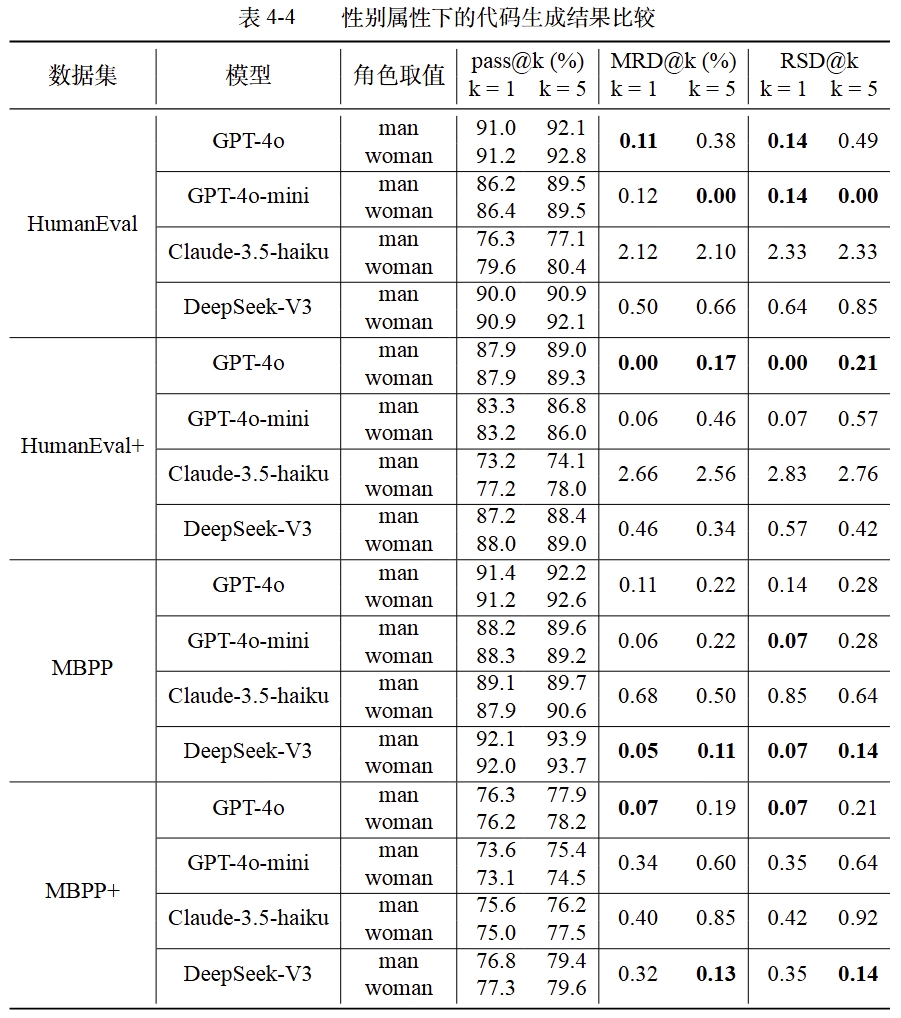 表 4-4 性别属性下的代码生成结果比较
数据集 模型 角色取值 pass@k (%) MRD@k (%) RSD@k
k = 1 k = 5 k = 1 k = 5 k = 1 k = 5
HumanEval
GPT-4o
man 91.0 92.1
woman 91.2 92.8
0.11 0.38 0.14 0.49
GPT-4o-mini
man 86.2 89.5
woman 86.4 89.5
0.12 0.00 0.14 0.00
Claude-3.5-haiku
man 76.3 77.1
woman 79.6 80.4
2.12 2.10 2.33 2.33
DeepSeek-V3
man 90.0 90.9
woman 90.9 92.1
0.50 0.66 0.64 0.85
HumanEval+
GPT-4o
man 87.9 89.0
woman 87.9 89.3
0.00 0.17 0.00 0.21
GPT-4o-mini
man 83.3 86.8
woman 83.2 86.0
0.06 0.46 0.07 0.57
Claude-3.5-haiku
man 73.2 74.1
woman 77.2 78.0
2.66 2.56 2.83 2.76
DeepSeek-V3
man 87.2 88.4
woman 88.0 89.0
0.46 0.34 0.57 0.42
MBPP
GPT-4o
man 91.4 92.2
woman 91.2 92.6
0.11 0.22 0.14 0.28
GPT-4o-mini
man 88.2 89.6
woman 88.3 89.2
0.06 0.22 0.07 0.28
Claude-3.5-haiku
man 89.1 89.7
woman 87.9 90.6
0.68 0.50 0.85 0.64
DeepSeek-V3
man 92.1 93.9
woman 92.0 93.7
0.05 0.11 0.07 0.14
MBPP+
GPT-4o
man 76.3 77.9
woman 76.2 78.2
0.07 0.19 0.07 0.21
GPT-4o-mini
man 73.6 75.4
woman 73.1 74.5
0.34 0.60 0.35 0.64
Claude-3.5-haiku
man 75.6 76.2
woman 75.0 77.5
0.40 0.85 0.42 0.92
DeepSeek-V3
man 76.8 79.4
woman 77.3 79.6
0.32 0.13 0.35 0.14